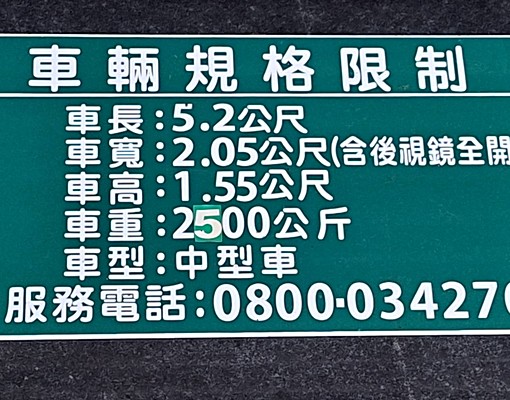 車輛規格限制
車長:5.2公尺
車寬:2.05公尺(含後視鏡全開
車高:1.55公尺
車重:2500公斤
車型:中型車
服務電話:0800-034270